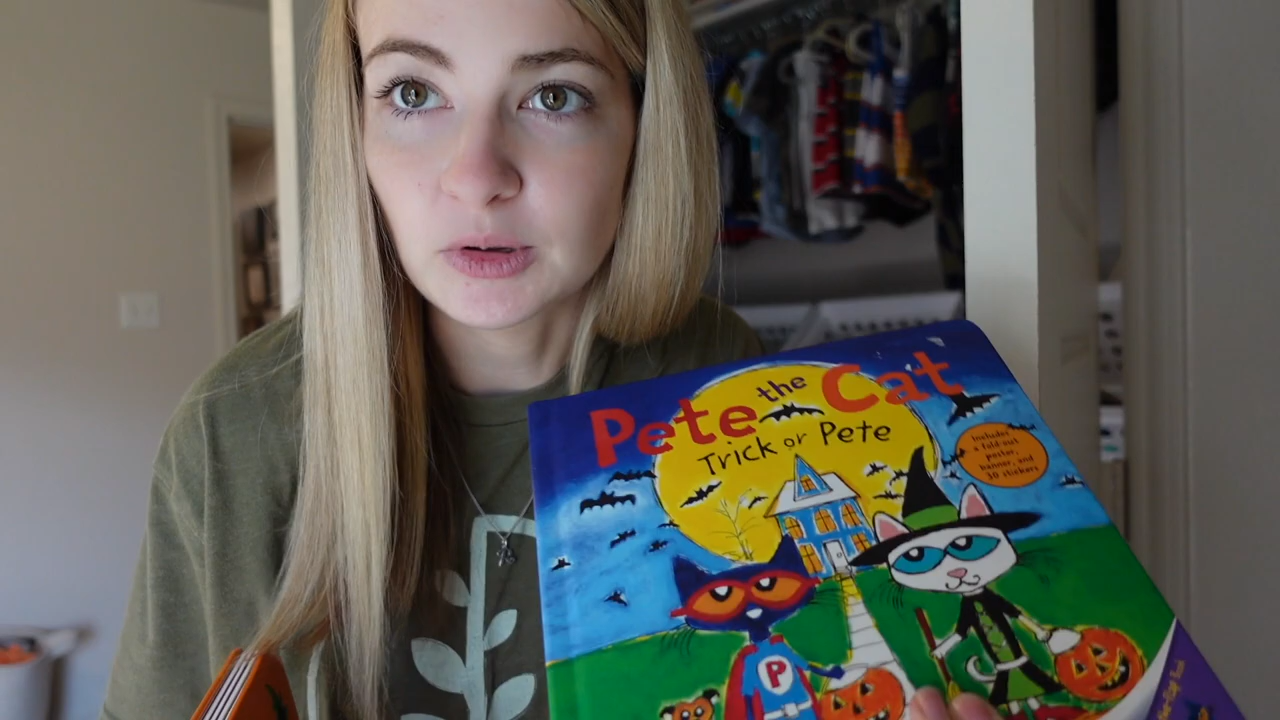 Pete the Cat
Trick or Pete
Includes
a fold-out
poster,
banner, and
30 stickers
P